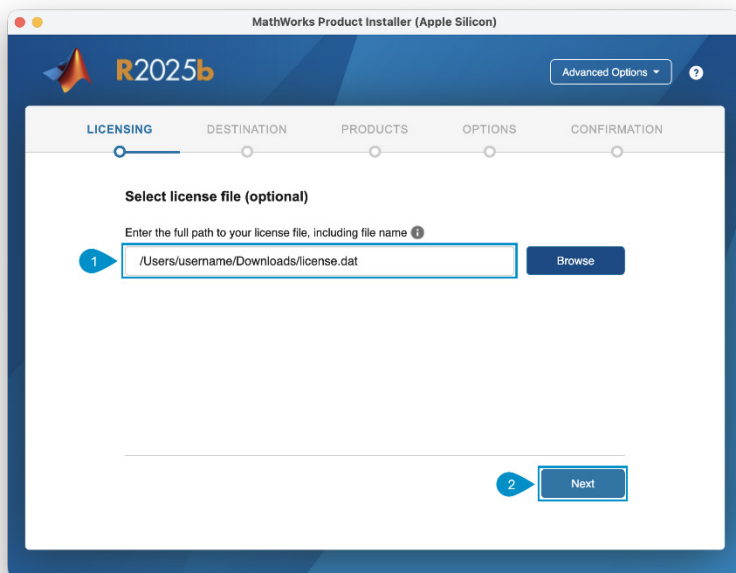 MathWorks Product Installer (Apple Silicon)
R2025b
Advanced Options
?
LICENSING DESTINATION PRODUCTS OPTIONS CONFIRMATION
Select license file (optional)
Enter the full path to your license file, including file name i
1 /Users/username/Downloads/license.dat Browse
2 Next